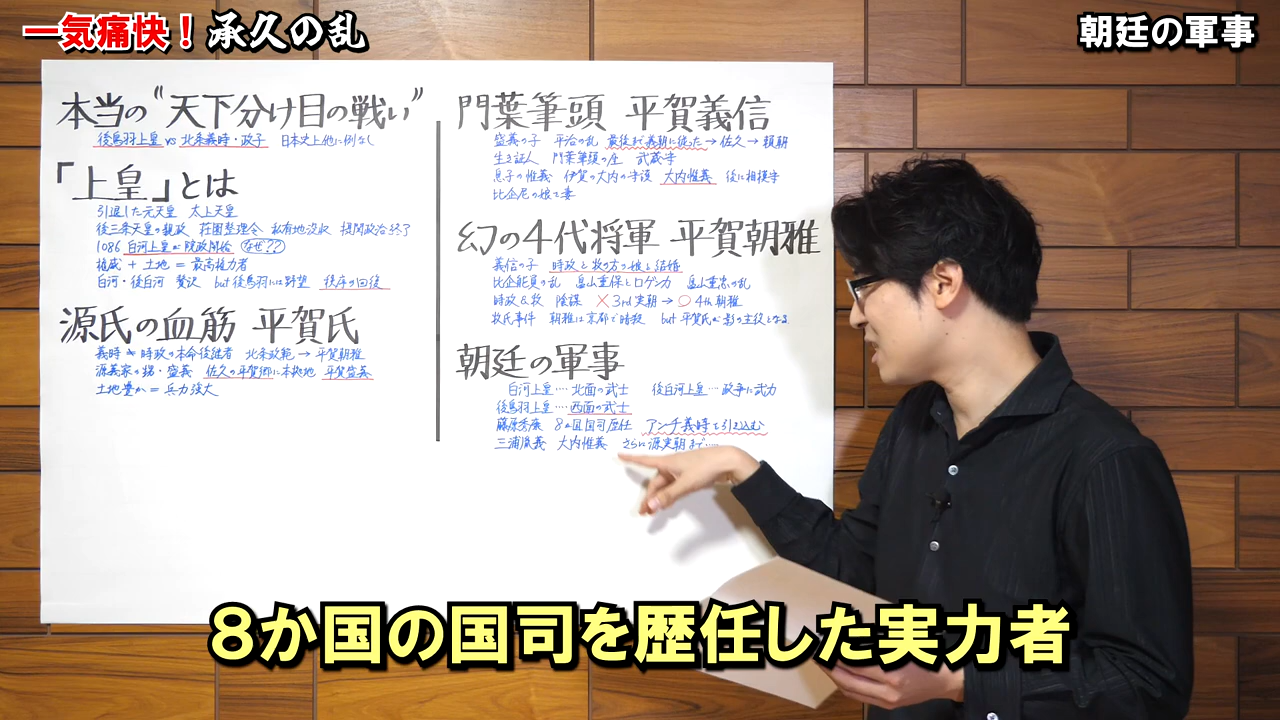 一気痛快！承久の乱
朝廷の軍事
本当の“天下分け目の戦い”
後鳥羽上皇 vs 北条義時・政子 日本史上他に例なし
「上皇」とは
引退した元天皇 太上天皇
後三条天皇の親政 荘園整理令 私有地没収 摂関政治終了
1086 白河上皇が院政開始 なぜ??
権威 + 土地 = 最高権力者
白河・後白河 贅沢 but 後鳥羽には野望 秩序の回復
源氏の血筋 平賀氏
義時 ≠ 時政の本命後継者 北条政範 → 平賀朝雅
源義家の甥・盛義 佐久の平賀郷に本拠地 平賀盛義
土地豊か = 兵力強大
門葉筆頭 平賀義信
盛義の子 平治の乱 最後まで義朝に従った → 佐久 → 頼朝
生き証人 門葉筆頭の座 武蔵守
息子の惟義 伊賀の大内の守護 大内惟義 後に相模守
比企尼の娘て妻
幻の4代将軍 平賀朝雅
義信の子 時政と牧の方の娘と結婚
比企能員の乱 畠山重保とロゲンカ 畠山重忠の乱
時政&牧 陰謀 ×3rd実朝 → ○4th朝雅
牧氏事件 朝雅は京都で暗殺 but 平賀氏が影の主役となる
朝廷の軍事
白河上皇…北面の武士 後白河上皇…政争に武力
後鳥羽上皇…西面の武士
藤原秀康 8か国国司歴任 アンチ義時を引き込む
三浦胤義 大内惟義 さらに源実朝まで…
8か国の国司を歴任した実力者